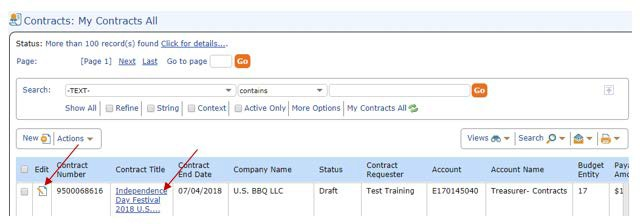 Contracts: My Contracts All
Status: More than 100 record(s) found Click for details....
Page: [Page 1] Next Last Go to page Go
Search: -TEXT- contains Go
Show All Refine String Context Active Only More Options My Contracts All
New Actions Views Search
Edit Contract Number Contract Title Contract End Date Company Name Status Contract Requester Account Account Name Budget Entity
9500068616 Independence Day Festival 2018 U.S.... 07/04/2018 U.S. BBQ LLC Draft Test Training E170145040 Treasurer- Contracts 17